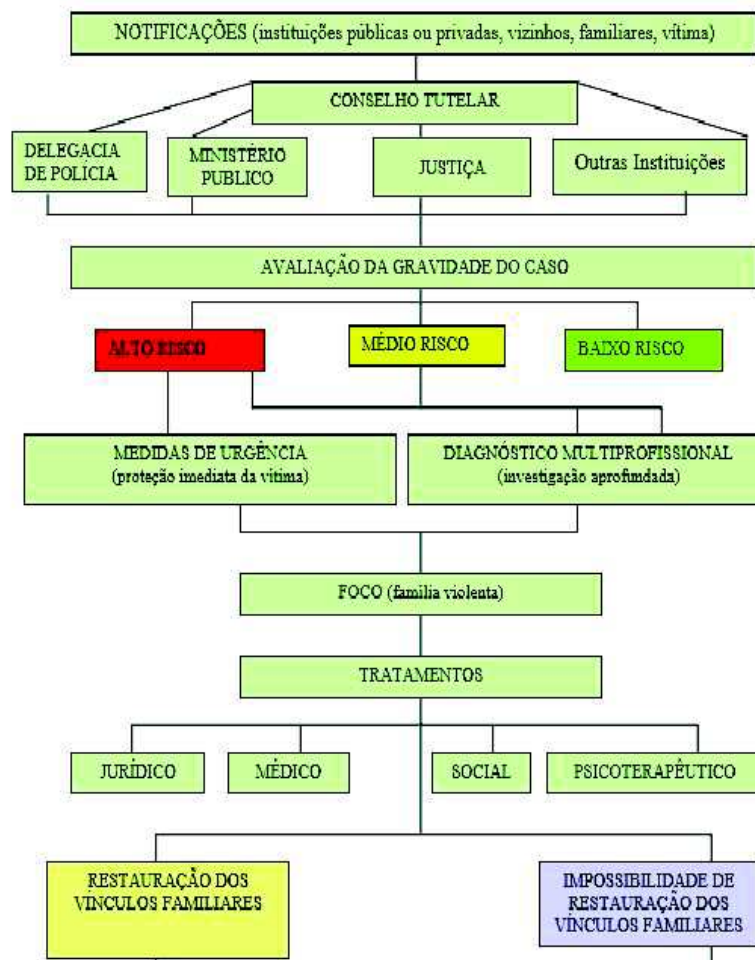 NOTIFICAÇÕES (instituições públicas ou privadas, vizinhos, familiares, vítima)
CONSELHO TUTELAR
DELEGACIA
DE POLÍCIA
MINISTÉRIO
PUBLICO
JUSTIÇA
Outras Instituições
AVALIAÇÃO DA GRAVIDADE DO CASO
ALTO RISCO
MÉDIO RISCO
BAIXO RISCO
MEDIDAS DE URGÊNCIA
(proteção imediata da vitima)
DIAGNÓSTICO MULTIPROFISSIONAL
(investigação aprofundada)
FOCO (familia violenta)
TRATAMENTOS
JURÍDICO
MÉDICO
SOCIAL
PSICOTERAPÊUTICO
RESTAURAÇÃO DOS
VÍNCULOS FAMILIARES
IMPOSSIBILIDADE DE
RESTAURAÇÃO DOS
VÍNCULOS FAMILIARES